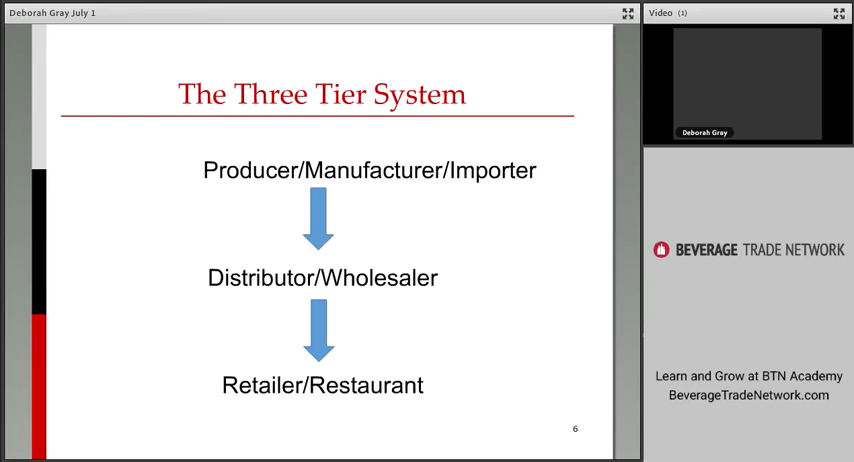 Deborah Gray July 1
The Three Tier System
Producer/Manufacturer/Importer
Distributor/Wholesaler
Retailer/Restaurant
6
Video (1)
Deborah Gray
BEVERAGE TRADE NETWORK
Learn and Grow at BTN Academy
BeverageTradeNetwork.com